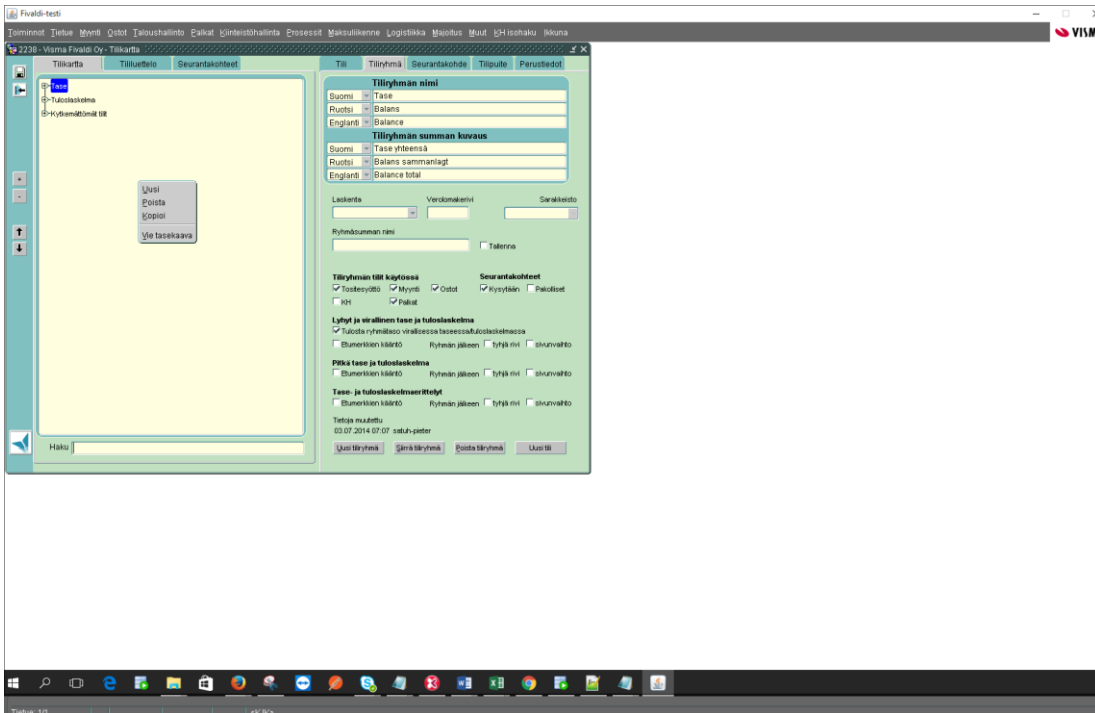 Fivaldi-testi
Toiminnot Tietue Myynti Ostot Taloushallinto Palkat Kiinteistöhallinta Prosessit Maksuliikenne Logistiikka Majoitus Muut KH isohaku Ikkuna
VISM
2238 - Visma Fivaldi Oy - Tilikartta
Tilikartta Tililuettelo Seurantakohteet
Tase
Tuloslaskelma
Kytkemättömät tilit
Uusi
Poista
Kopioi
Vie tasekaava
Haku
Tili Tiliryhmä Seurantakohde Tilipuite Perustiedot
Tiliryhmän nimi
Suomi Tase
Ruotsi Balans
Englanti Balance
Tiliryhmän summan kuvaus
Suomi Tase yhteensä
Ruotsi Balans sammanlagt
Englanti Balance total
Laskenta Verolomakerivi Sarakkeisto
Ryhmäsumman nimi
Tallenna
Tiliryhmän tilit käytössä Seurantakohteet
Tositesyöttö Myynti Ostot Kysytään Pakolliset
KH Palkat
Lyhyt ja virallinen tase ja tuloslaskelma
Tulosta ryhmätaso virallisessa taseessa/tuloslaskelmassa
Etumerkkien kääntö Ryhmän jälkeen tyhjä rivi sivunvaihto
Pitkä tase ja tuloslaskelma
Etumerkkien kääntö Ryhmän jälkeen tyhjä rivi sivunvaihto
Tase- ja tuloslaskelmaerittelyt
Etumerkkien kääntö Ryhmän jälkeen tyhjä rivi sivunvaihto
Tietoja muutettu
03.07.2014 07:07 satuh-pieter
Uusi tiliryhmä Siirrä tiliryhmä Poista tiliryhmä Uusi tili
Tietue: 1/1